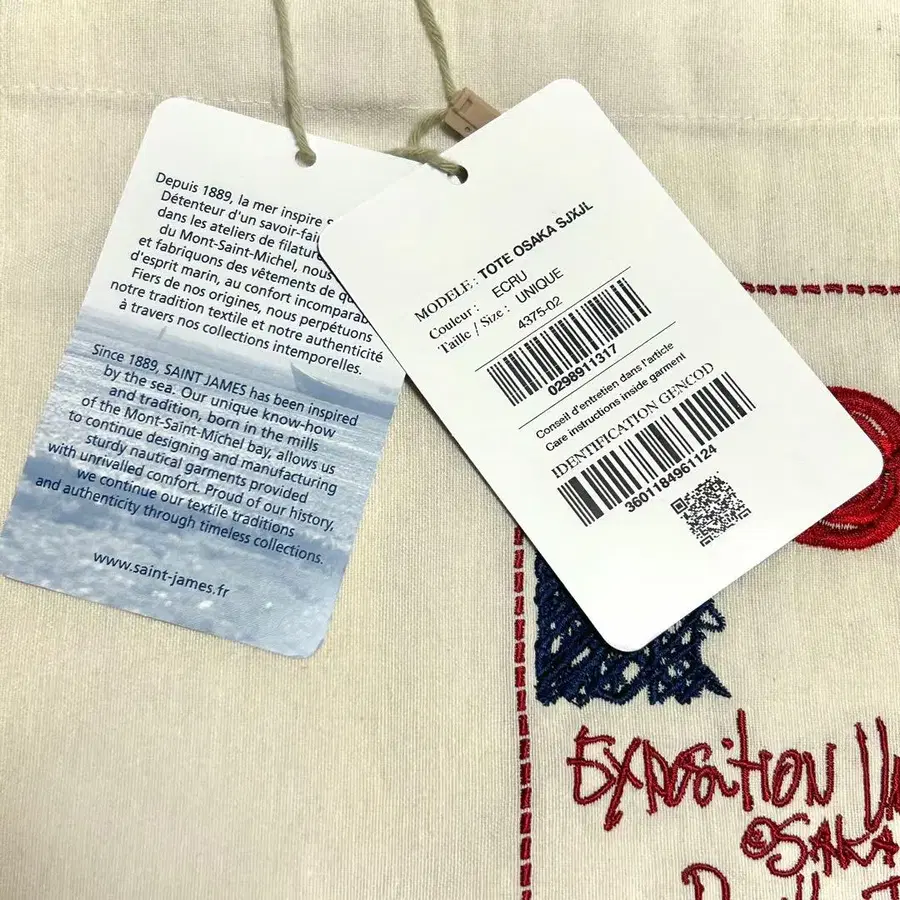 Depuis 1889, la mer inspire
Détenteur d'un savoir-fai
dans les ateliers de filatur
du Mont-Saint-Michel, nous
et fabriquons des vêtements de qu
d'esprit marin, au confort incompara
Fiers de nos origines, nous perpétuons
notre tradition textile et notre authenticité
à travers nos collections intemporelles.
Since 1889, SAINT JAMES has been inspired
by the sea. Our unique know-how
and tradition, born in the mills
of the Mont-Saint-Michel bay, allows us
to continue designing and manufacturing
sturdy nautical garments provided
with unrivalled comfort. Proud of our history,
we continue our textile traditions
and authenticity through timeless collections.
www.saint-james.fr
MODELE : TOTE OSAKA SJXJL
Couleur : ECRU
Taille / Size : UNIQUE
4375-02
0298911317
Conseil d'entretien dans l'article
Care instructions inside garment
IDENTIFICATION GENCOD
3601184961124
EXPOSITION
OSAKA